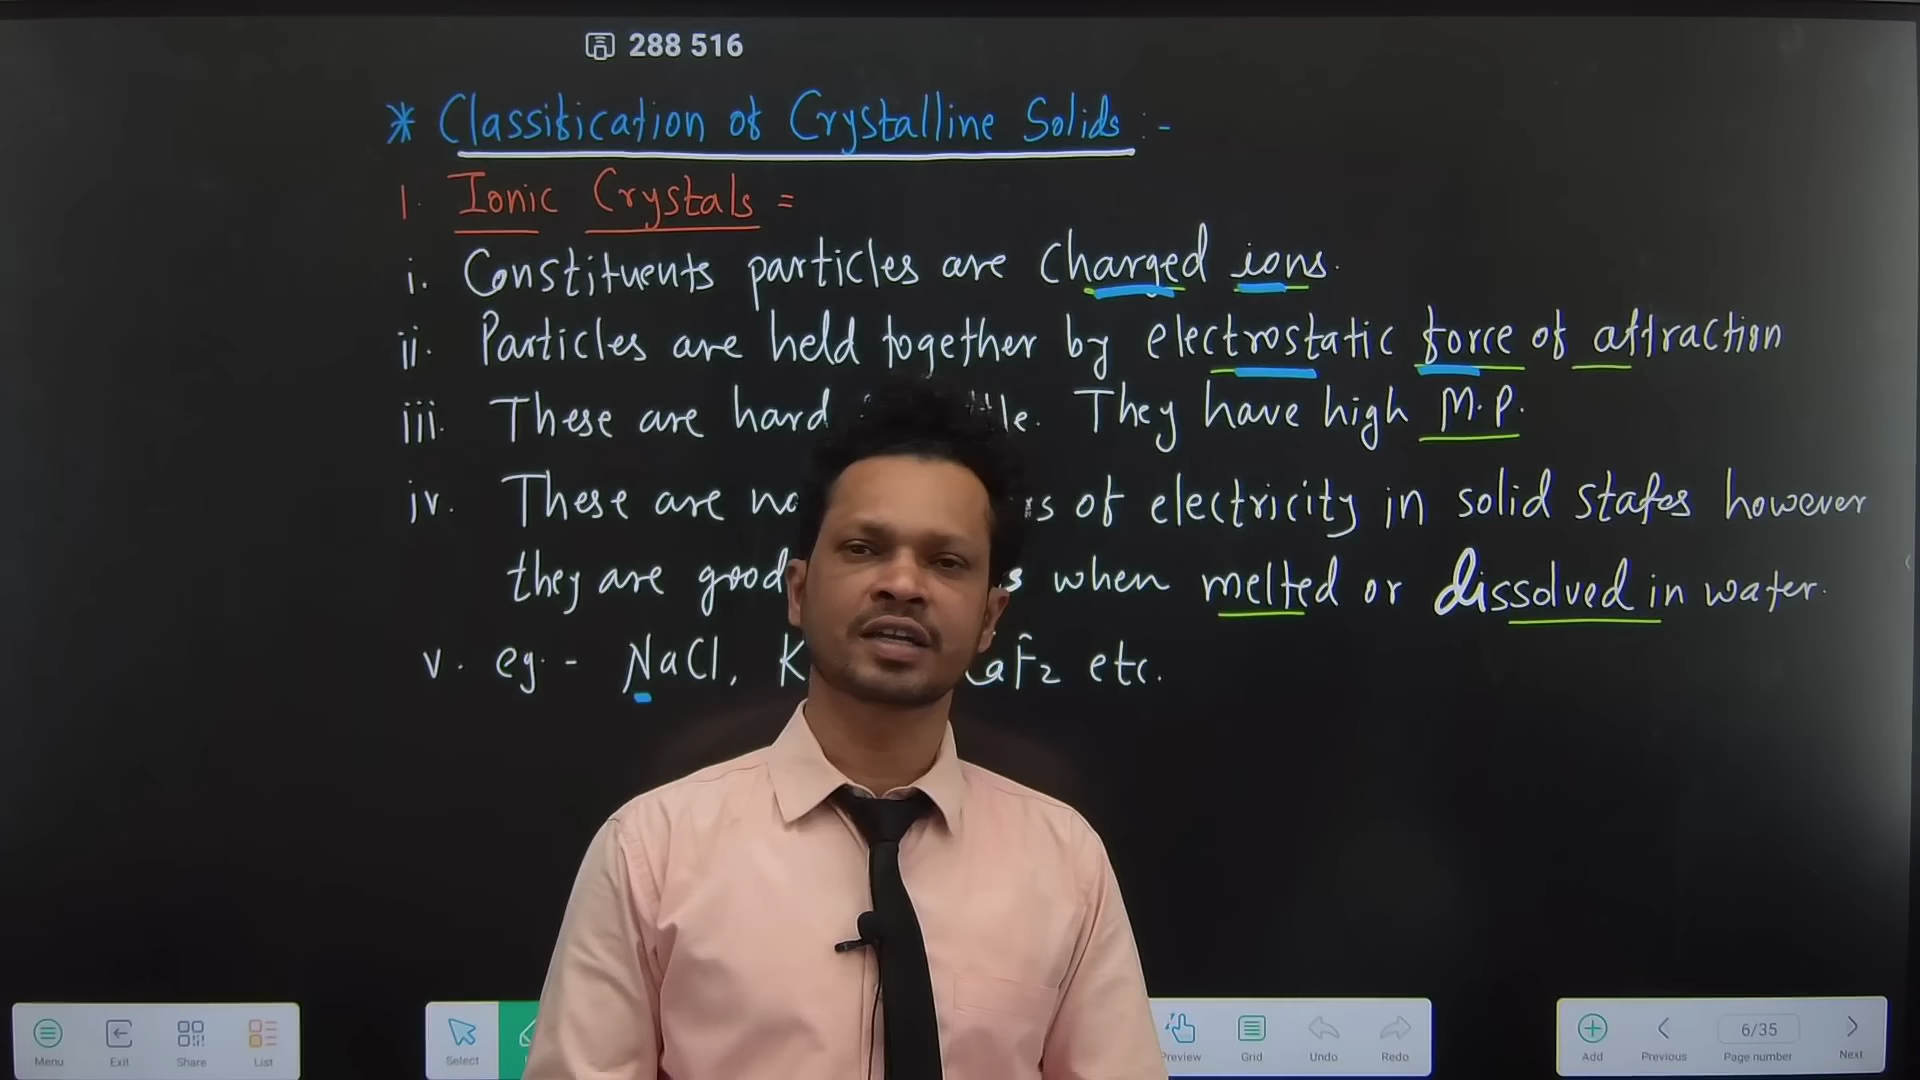 288 516
* Classification of Crystalline Solids :-
1. Ionic Crystals =
i. Constituents particles are charged ions.
ii. Particles are held together by electrostatic force of attraction
iii. These are hard They have high M.P.
iv. These are of electricity in solid states however
they are good when melted or dissolved in water.
v. eg. - NaCl, CaF2 etc.
Menu Exit Share List Select Preview Grid Undo Redo Add Previous 6/35 Page number Next